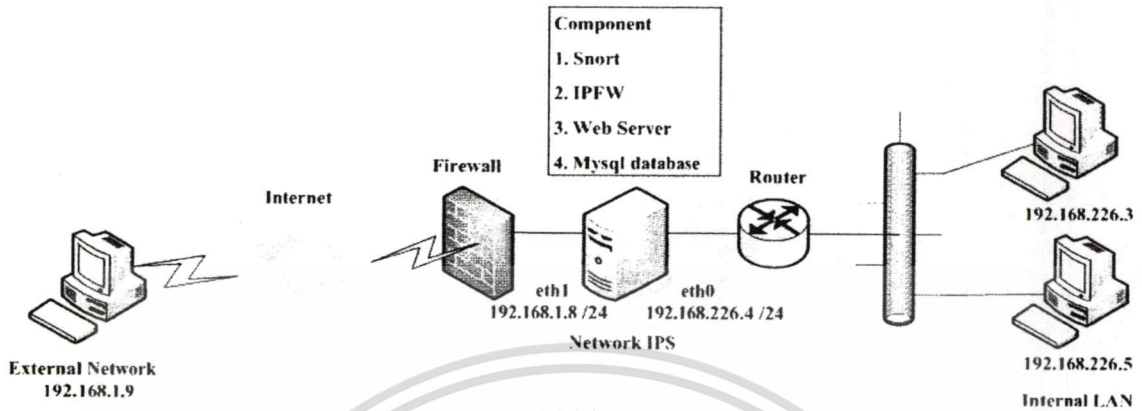 Component
1. Snort
2. IPFW
3. Web Server
4. Mysql database
Firewall
Router
Internet
192.168.226.3
eth1
192.168.1.8 /24
eth0
192.168.226.4 /24
Network IPS
External Network
192.168.1.9
192.168.226.5
Internal LAN